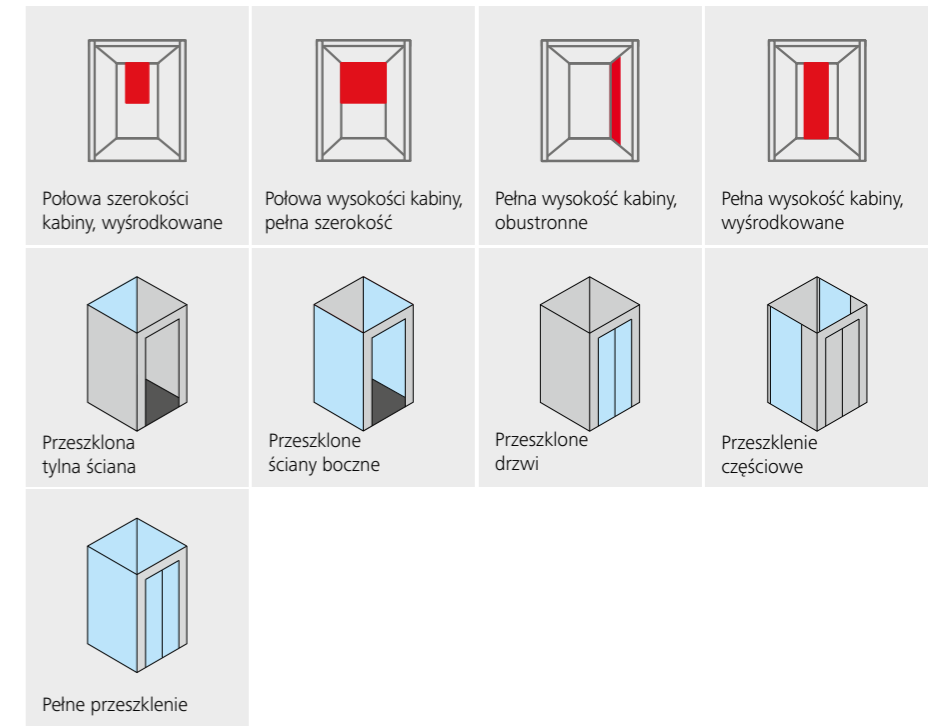 Połowa szerokości
kabiny, wyśrodkowane
Połowa wysokości kabiny,
pełna szerokość
Pełna wysokość kabiny,
obustronne
Pełna wysokość kabiny,
wyśrodkowane
Przeszklona
tylna ściana
Przeszklone
ściany boczne
Przeszklone
drzwi
Przeszklenie
częściowe
Pełne przeszklenie